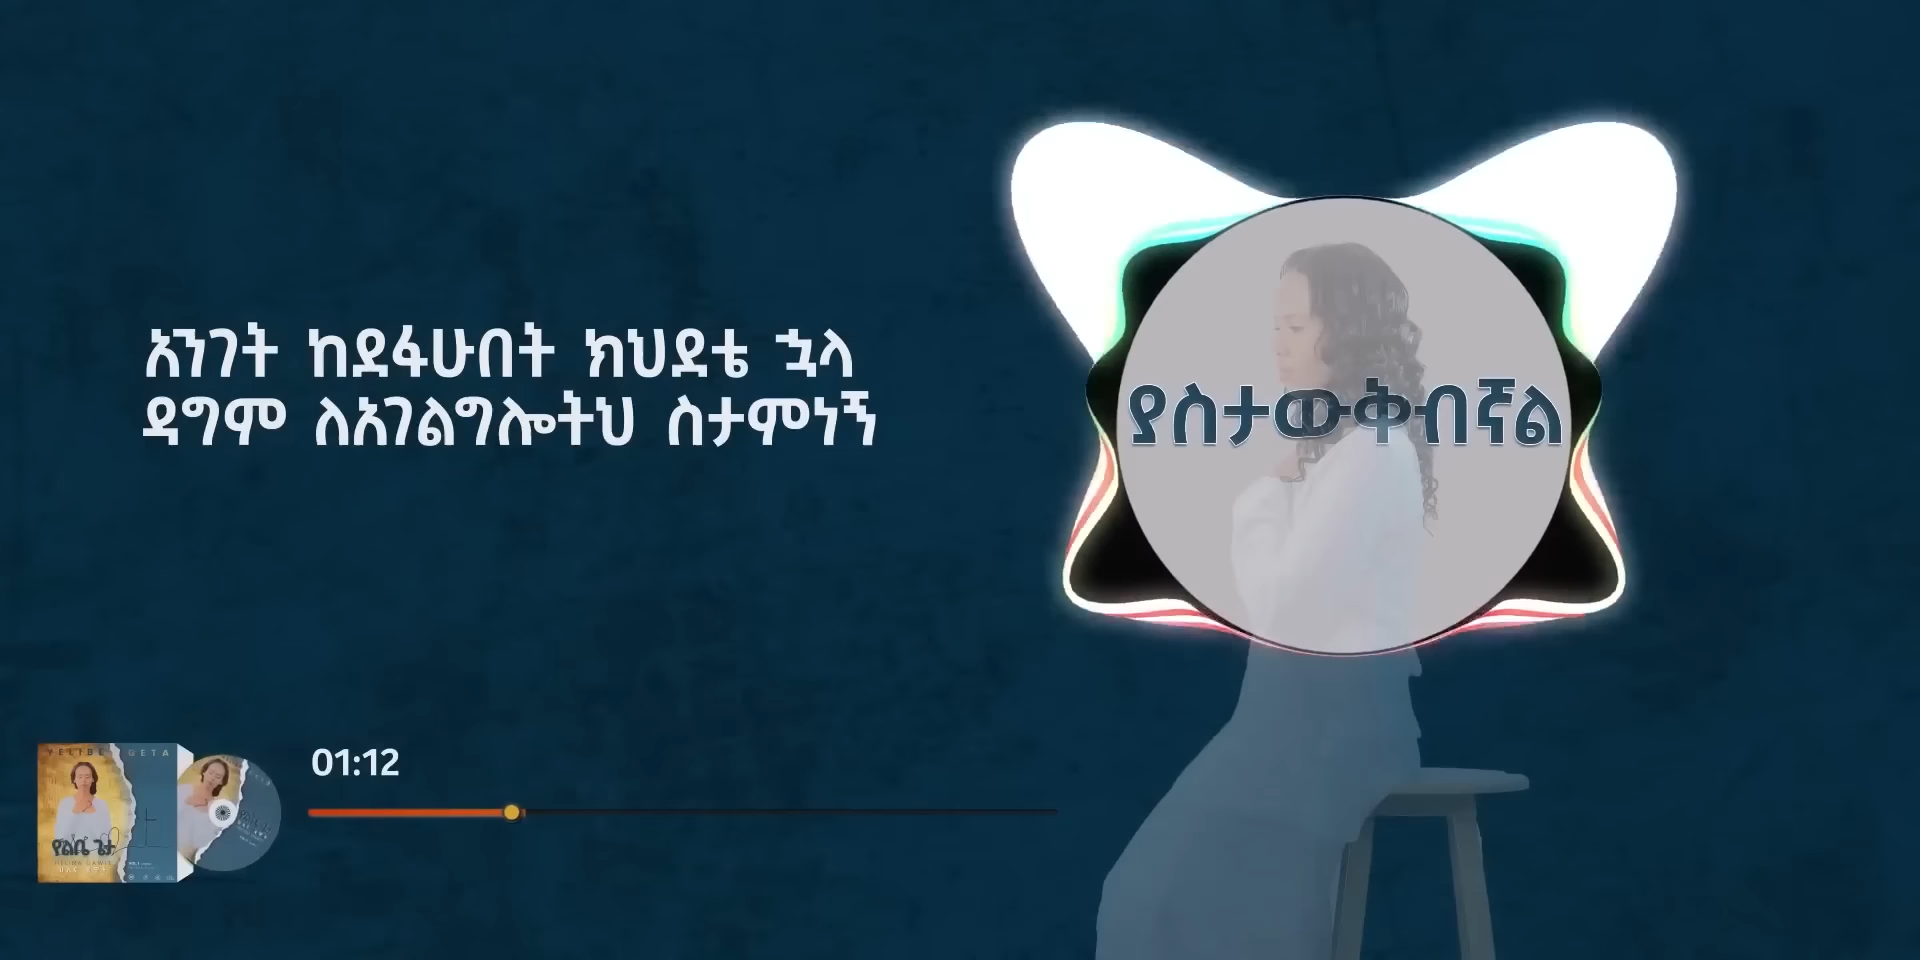 አንገት ከደፋሁበት ክህደቴ ኋላ
ዳግም ለአገልግሎትህ ስታምነኝ
ያስታውቅብኛል
01:12
YELIBE GETA
የልቤ ጌታ